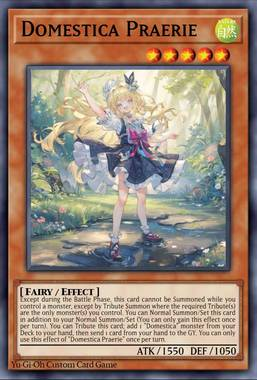 DOMESTICA PRAERIE
自然
[ FAIRY / EFFECT ]
Except during the Battle Phase, this card cannot be Summoned while you
control a monster, except by Tribute Summon where the required Tribute(s)
are the only monster(s) you control. You can Normal Summon/Set this card
in addition to your Normal Summon/Set (You can only gain this effect once
per turn). You can Tribute this card; add 1 "Domestica" monster from your
Deck to your hand, then send 1 card from your hand to the GY. You can only
use this effect of "Domestica Praerie" once per turn.
ATK / 1550 DEF / 1050
Yu-Gi-Oh Custom Card Game